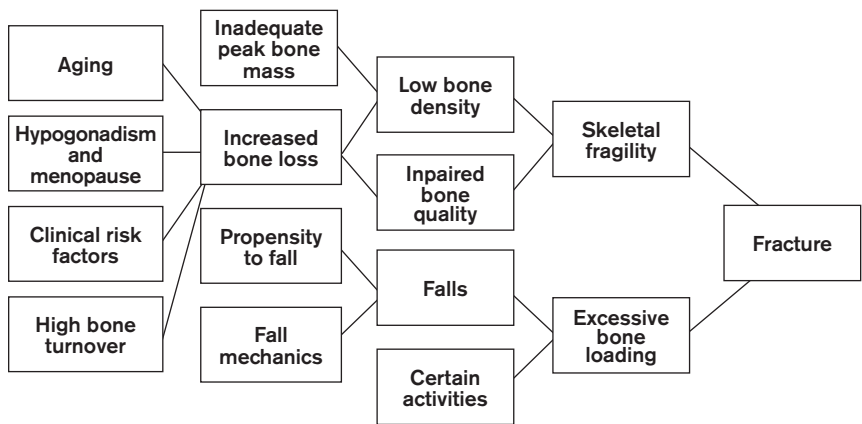 Aging
Hypogonadism
and
menopause
Clinical risk
factors
High bone
turnover
Inadequate
peak bone
mass
Increased
bone loss
Propensity
to fall
Fall
mechanics
Low bone
density
Inpaired
bone
quality
Falls
Certain
activities
Skeletal
fragility
Excessive
bone
loading
Fracture